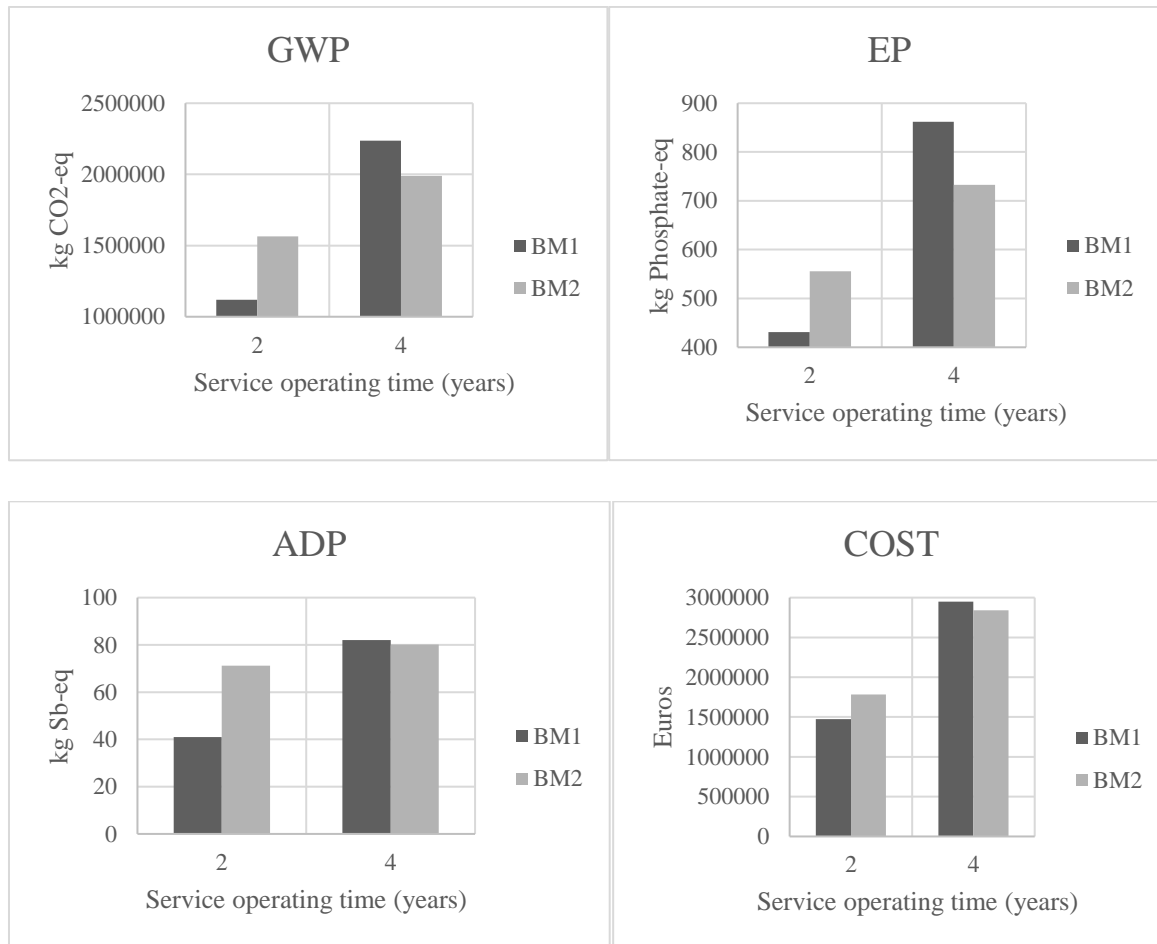 GWP
kg CO2-eq
2500000
2000000
1500000
1000000
2 4
Service operating time (years)
BM1
BM2
EP
kg Phosphate-eq
900
800
700
600
500
400
2 4
Service operating time (years)
BM1
BM2
ADP
kg Sb-eq
100
80
60
40
20
0
2 4
Service operating time (years)
BM1
BM2
COST
Euros
3000000
2500000
2000000
1500000
1000000
500000
0
2 4
Service operating time (years)
BM1
BM2